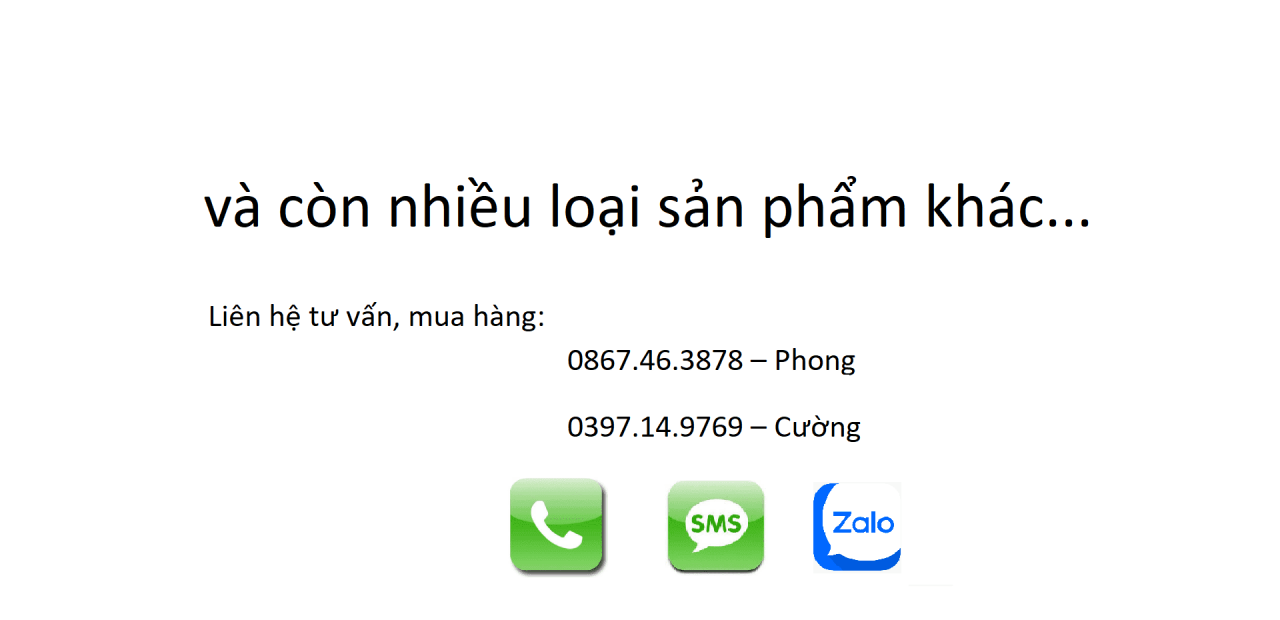 và còn nhiều loại sản phẩm khác...
Liên hệ tư vấn, mua hàng:
0867.46.3878 – Phong
0397.14.9769 – Cường
SMS
Zalo